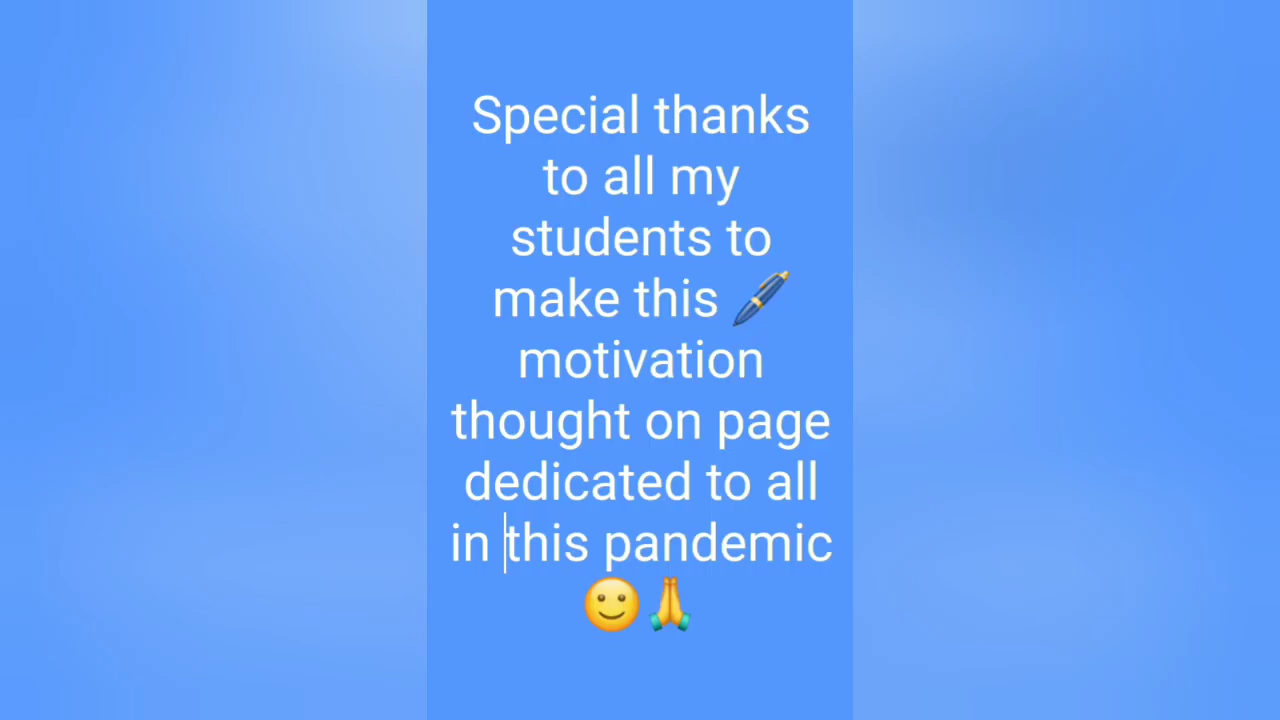 Special thanks
to all my
students to
make this 🖊️
motivation
thought on page
dedicated to all
in this pandemic
🙂🙏